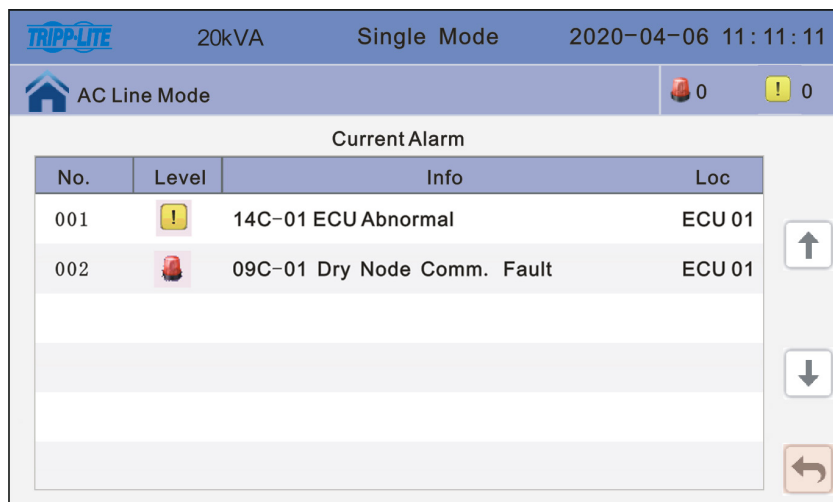 TRIPP·LITE 20kVA Single Mode 2020-04-06 11:11:11
AC Line Mode 0 ! 0
Current Alarm
No. Level Info Loc
001 ! 14C-01 ECU Abnormal ECU 01
002 09C-01 Dry Node Comm. Fault ECU 01